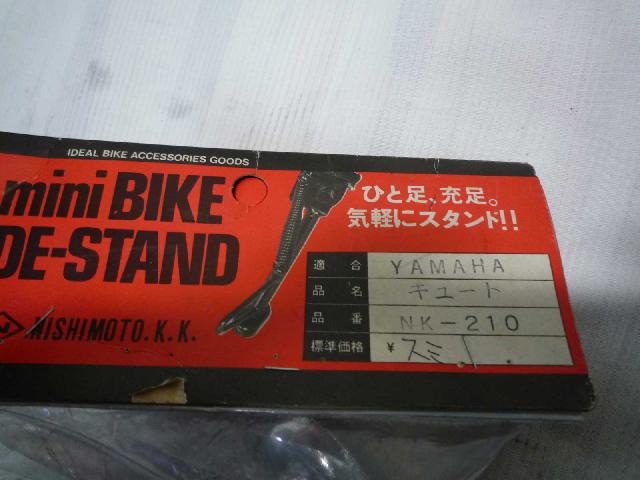 IDEAL BIKE ACCESSORIES GOODS
mini BIKE
DE-STAND
NISHIMOTO.K.K.
ひと足、充足。
気軽にスタンド!!
適合 YAMAHA
品名 キュート
品番 NK-210
標準価格 ¥